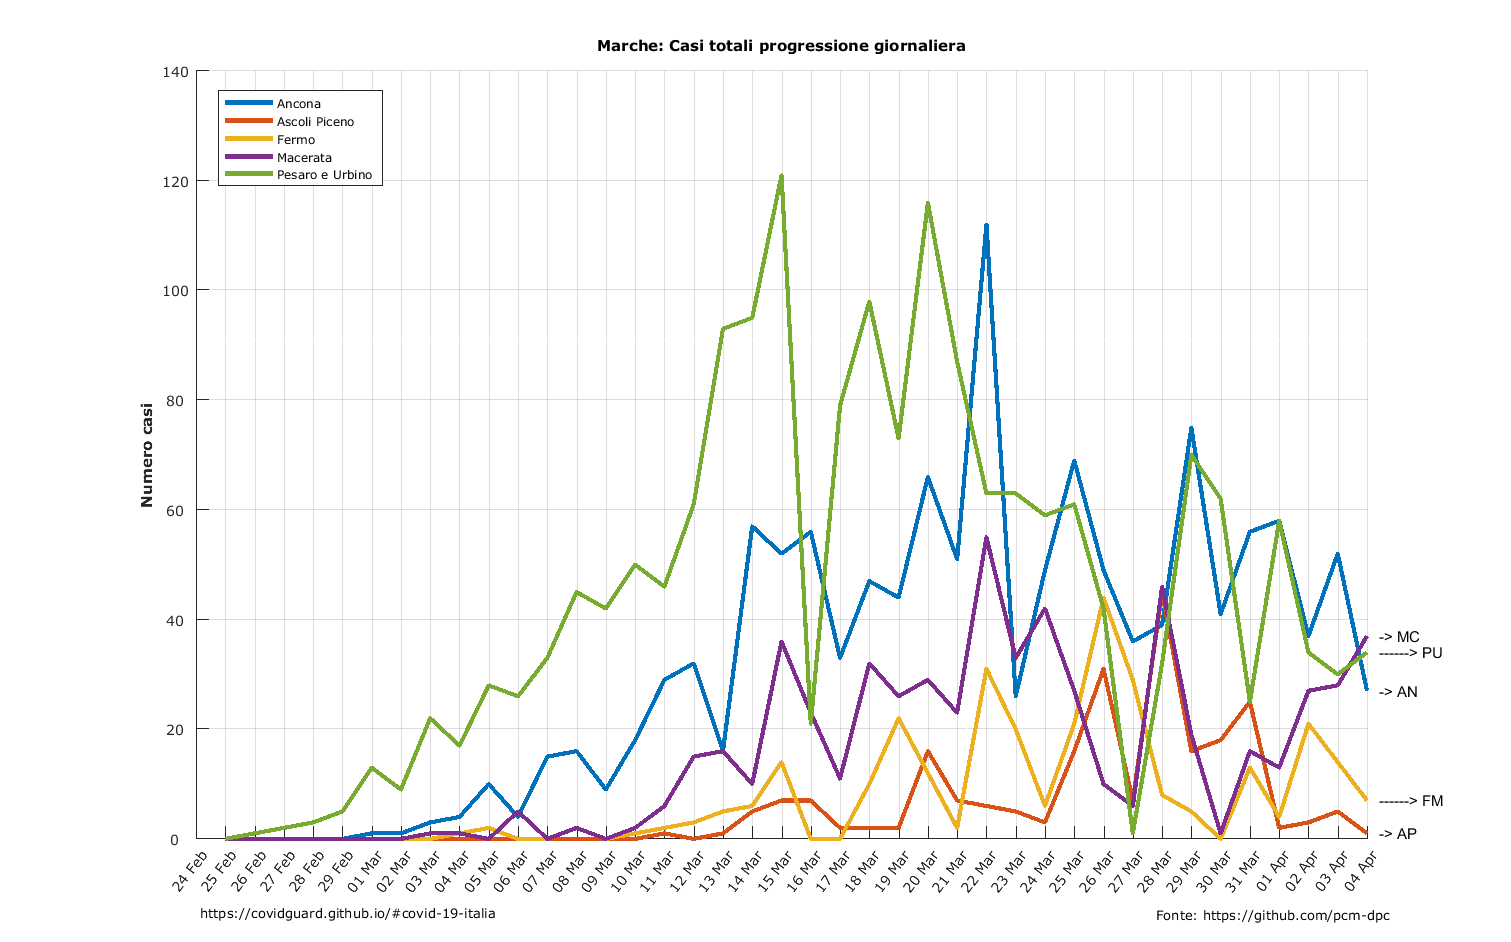 Marche: Casi totali progressione giornaliera
140
120
100
80
60
40
20
0
Numero casi
Ancona
Ascoli Piceno
Fermo
Macerata
Pesaro e Urbino
-> MC
------> PU
-> AN
------> FM
-> AP
24 Feb
25 Feb
26 Feb
27 Feb
28 Feb
29 Feb
01 Mar
02 Mar
03 Mar
04 Mar
05 Mar
06 Mar
07 Mar
08 Mar
09 Mar
10 Mar
11 Mar
12 Mar
13 Mar
14 Mar
15 Mar
16 Mar
17 Mar
18 Mar
19 Mar
20 Mar
21 Mar
22 Mar
23 Mar
24 Mar
25 Mar
26 Mar
27 Mar
28 Mar
29 Mar
30 Mar
31 Mar
01 Apr
02 Apr
03 Apr
04 Apr
https://covidguard.github.io/#covid-19-italia
Fonte: https://github.com/pcm-dpc